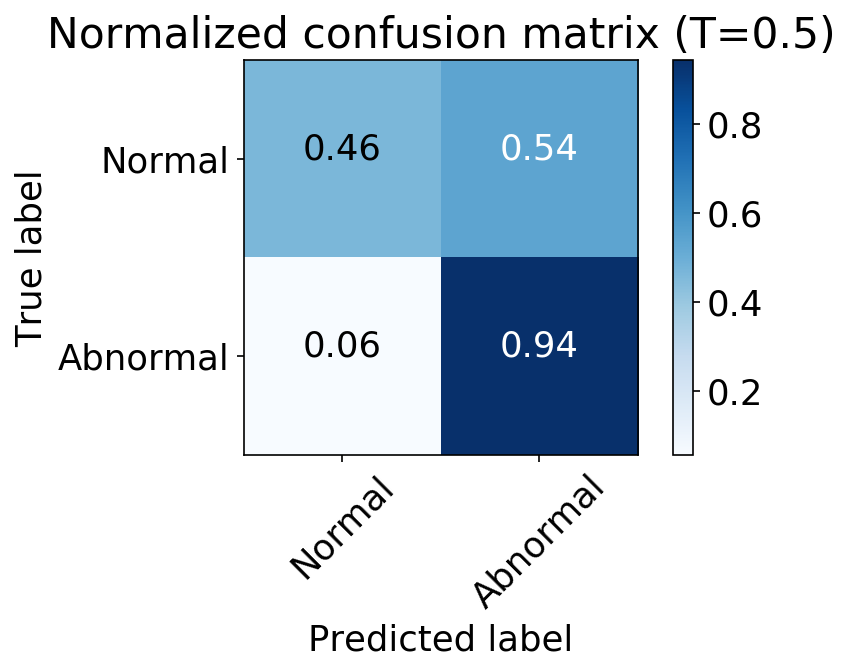 Normalized confusion matrix (T=0.5)
True label
Normal
0.46
0.54
Abnormal
0.06
0.94
0.8
0.6
0.4
0.2
Normal
Abnormal
Predicted label